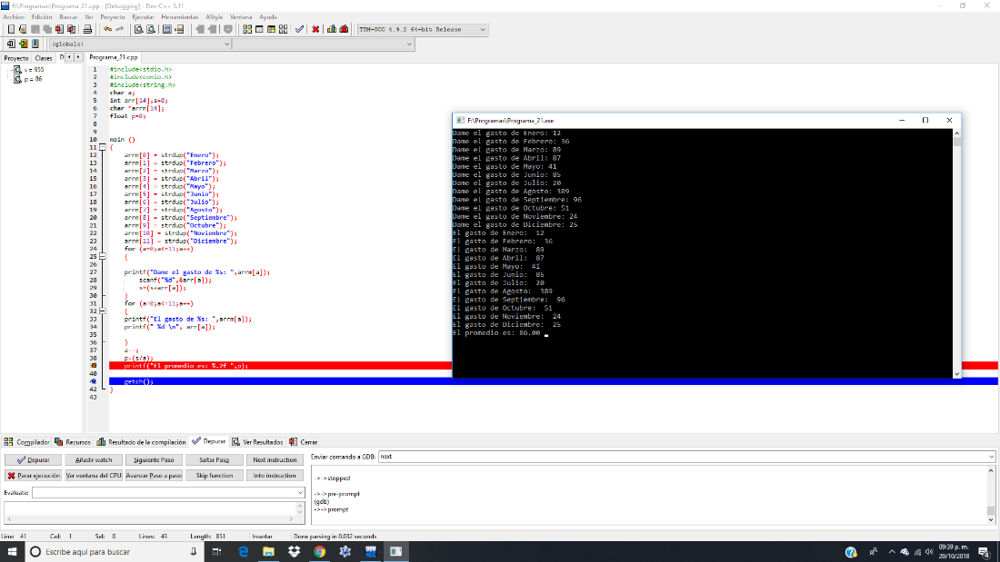 F:\Programas\Programa_21.cpp - [Debugging] - Dev-C++ 5.11
Archivo Edición Buscar Ver Proyecto Ejecutar Herramientas AStyle Ventana Ayuda
TDM-GCC 4.9.2 64-bit Release
(globals)
Proyecto Clases D Programa_21.cpp
s = 955
p = 86
1 #include<stdio.h>
2 #include<conio.h>
3 #include<string.h>
4 char a;
5 int arr[14],s=0;
6 char *arrm[14];
7 float p=0;
8
9
10 main ()
11 {
12 arrm[0] = strdup("Enero");
13 arrm[1] = strdup("Febrero");
14 arrm[2] = strdup("Marzo");
15 arrm[3] = strdup("Abril");
16 arrm[4] = strdup("Mayo");
17 arrm[5] = strdup("Junio");
18 arrm[6] = strdup("Julio");
19 arrm[7] = strdup("Agosto");
20 arrm[8] = strdup("Septiembre");
21 arrm[9] = strdup("Octubre");
22 arrm[10] = strdup("Noviembre");
23 arrm[11] = strdup("Diciembre");
24 for (a=0;a<=11;a++)
25 {
26
27 printf("Dame el gasto de %s: ",arrm[a]);
28 scanf("%d",&arr[a]);
29 s=(s+arr[a]);
30 }
31 for (a=0;a<=11;a++)
32 {
33 printf("El gasto de %s: ",arrm[a]);
34 printf(" %d \n", arr[a]);
35
36 }
37 a--;
38 p=(s/a);
printf("El promedio es: %.2f ",p);
40
getch();
42 }
43
F:\Programas\Programa_21.exe
Dame el gasto de Enero: 12
Dame el gasto de Febrero: 36
Dame el gasto de Marzo: 89
Dame el gasto de Abril: 87
Dame el gasto de Mayo: 41
Dame el gasto de Junio: 85
Dame el gasto de Julio: 20
Dame el gasto de Agosto: 389
Dame el gasto de Septiembre: 96
Dame el gasto de Octubre: 51
Dame el gasto de Noviembre: 24
Dame el gasto de Diciembre: 25
El gasto de Enero: 12
El gasto de Febrero: 36
El gasto de Marzo: 89
El gasto de Abril: 87
El gasto de Mayo: 41
El gasto de Junio: 85
El gasto de Julio: 20
El gasto de Agosto: 389
El gasto de Septiembre: 96
El gasto de Octubre: 51
El gasto de Noviembre: 24
El gasto de Diciembre: 25
El promedio es: 86.00
Compilador Recursos Resultado de la compilación Depurar Ver Resultados Cerrar
Depurar Añadir watch Siguiente Paso Saltar Paso Next instruction
Parar ejecución Ver ventana del CPU Avanzar Paso a paso Skip function Into instruction
Evaluate:
Enviar comando a GDB: next
->->stopped
->->pre-prompt
(gdb)
->->prompt
Line: 41 Col: 1 Sel: 0 Lines: 43 Length: 851 Insertar Done parsing in 0.032 seconds
Escribe aquí para buscar
09:39 p. m.
20/10/2018
4